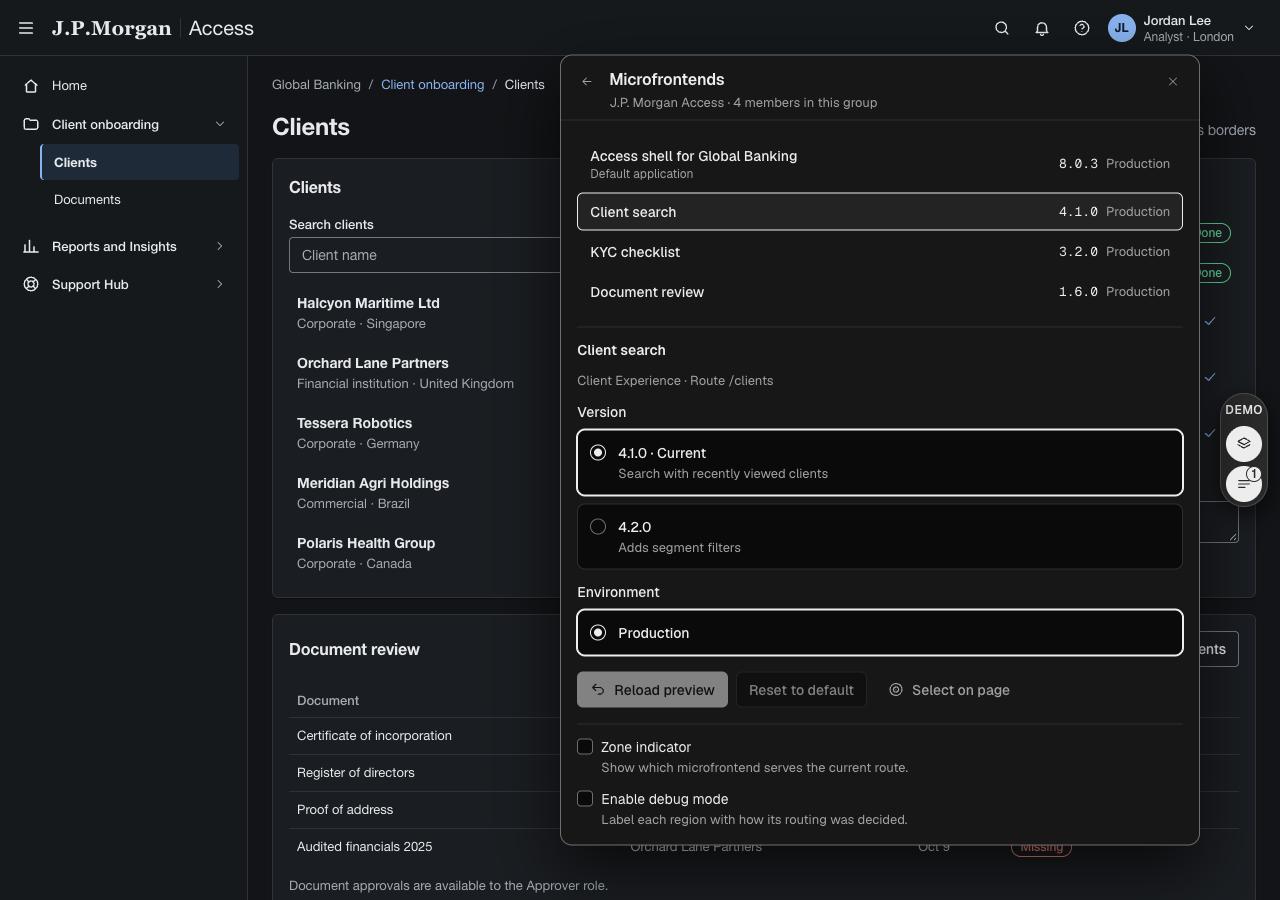 J.P.Morgan Access
JL
Jordan Lee
Analyst · London
Home
Client onboarding
Clients
Documents
Reports and Insights
Support Hub
Global Banking / Client onboarding / Clients
Clients
borders
Clients
Search clients
Client name
Halcyon Maritime Ltd
Corporate · Singapore
Orchard Lane Partners
Financial institution · United Kingdom
Tessera Robotics
Corporate · Germany
Meridian Agri Holdings
Commercial · Brazil
Polaris Health Group
Corporate · Canada
Document review
Document
Certificate of incorporation
Register of directors
Proof of address
Audited financials 2025
Orchard Lane Partners
Oct 9
Missing
Document approvals are available to the Approver role.
Microfrontends
J.P. Morgan Access · 4 members in this group
Access shell for Global Banking
Default application
8.0.3 Production
Client search 4.1.0 Production
KYC checklist 3.2.0 Production
Document review 1.6.0 Production
Client search
Client Experience · Route /clients
Version
4.1.0 · Current
Search with recently viewed clients
4.2.0
Adds segment filters
Environment
Production
Reload preview
Reset to default
Select on page
Zone indicator
Show which microfrontend serves the current route.
Enable debug mode
Label each region with how its routing was decided.
DEMO
1